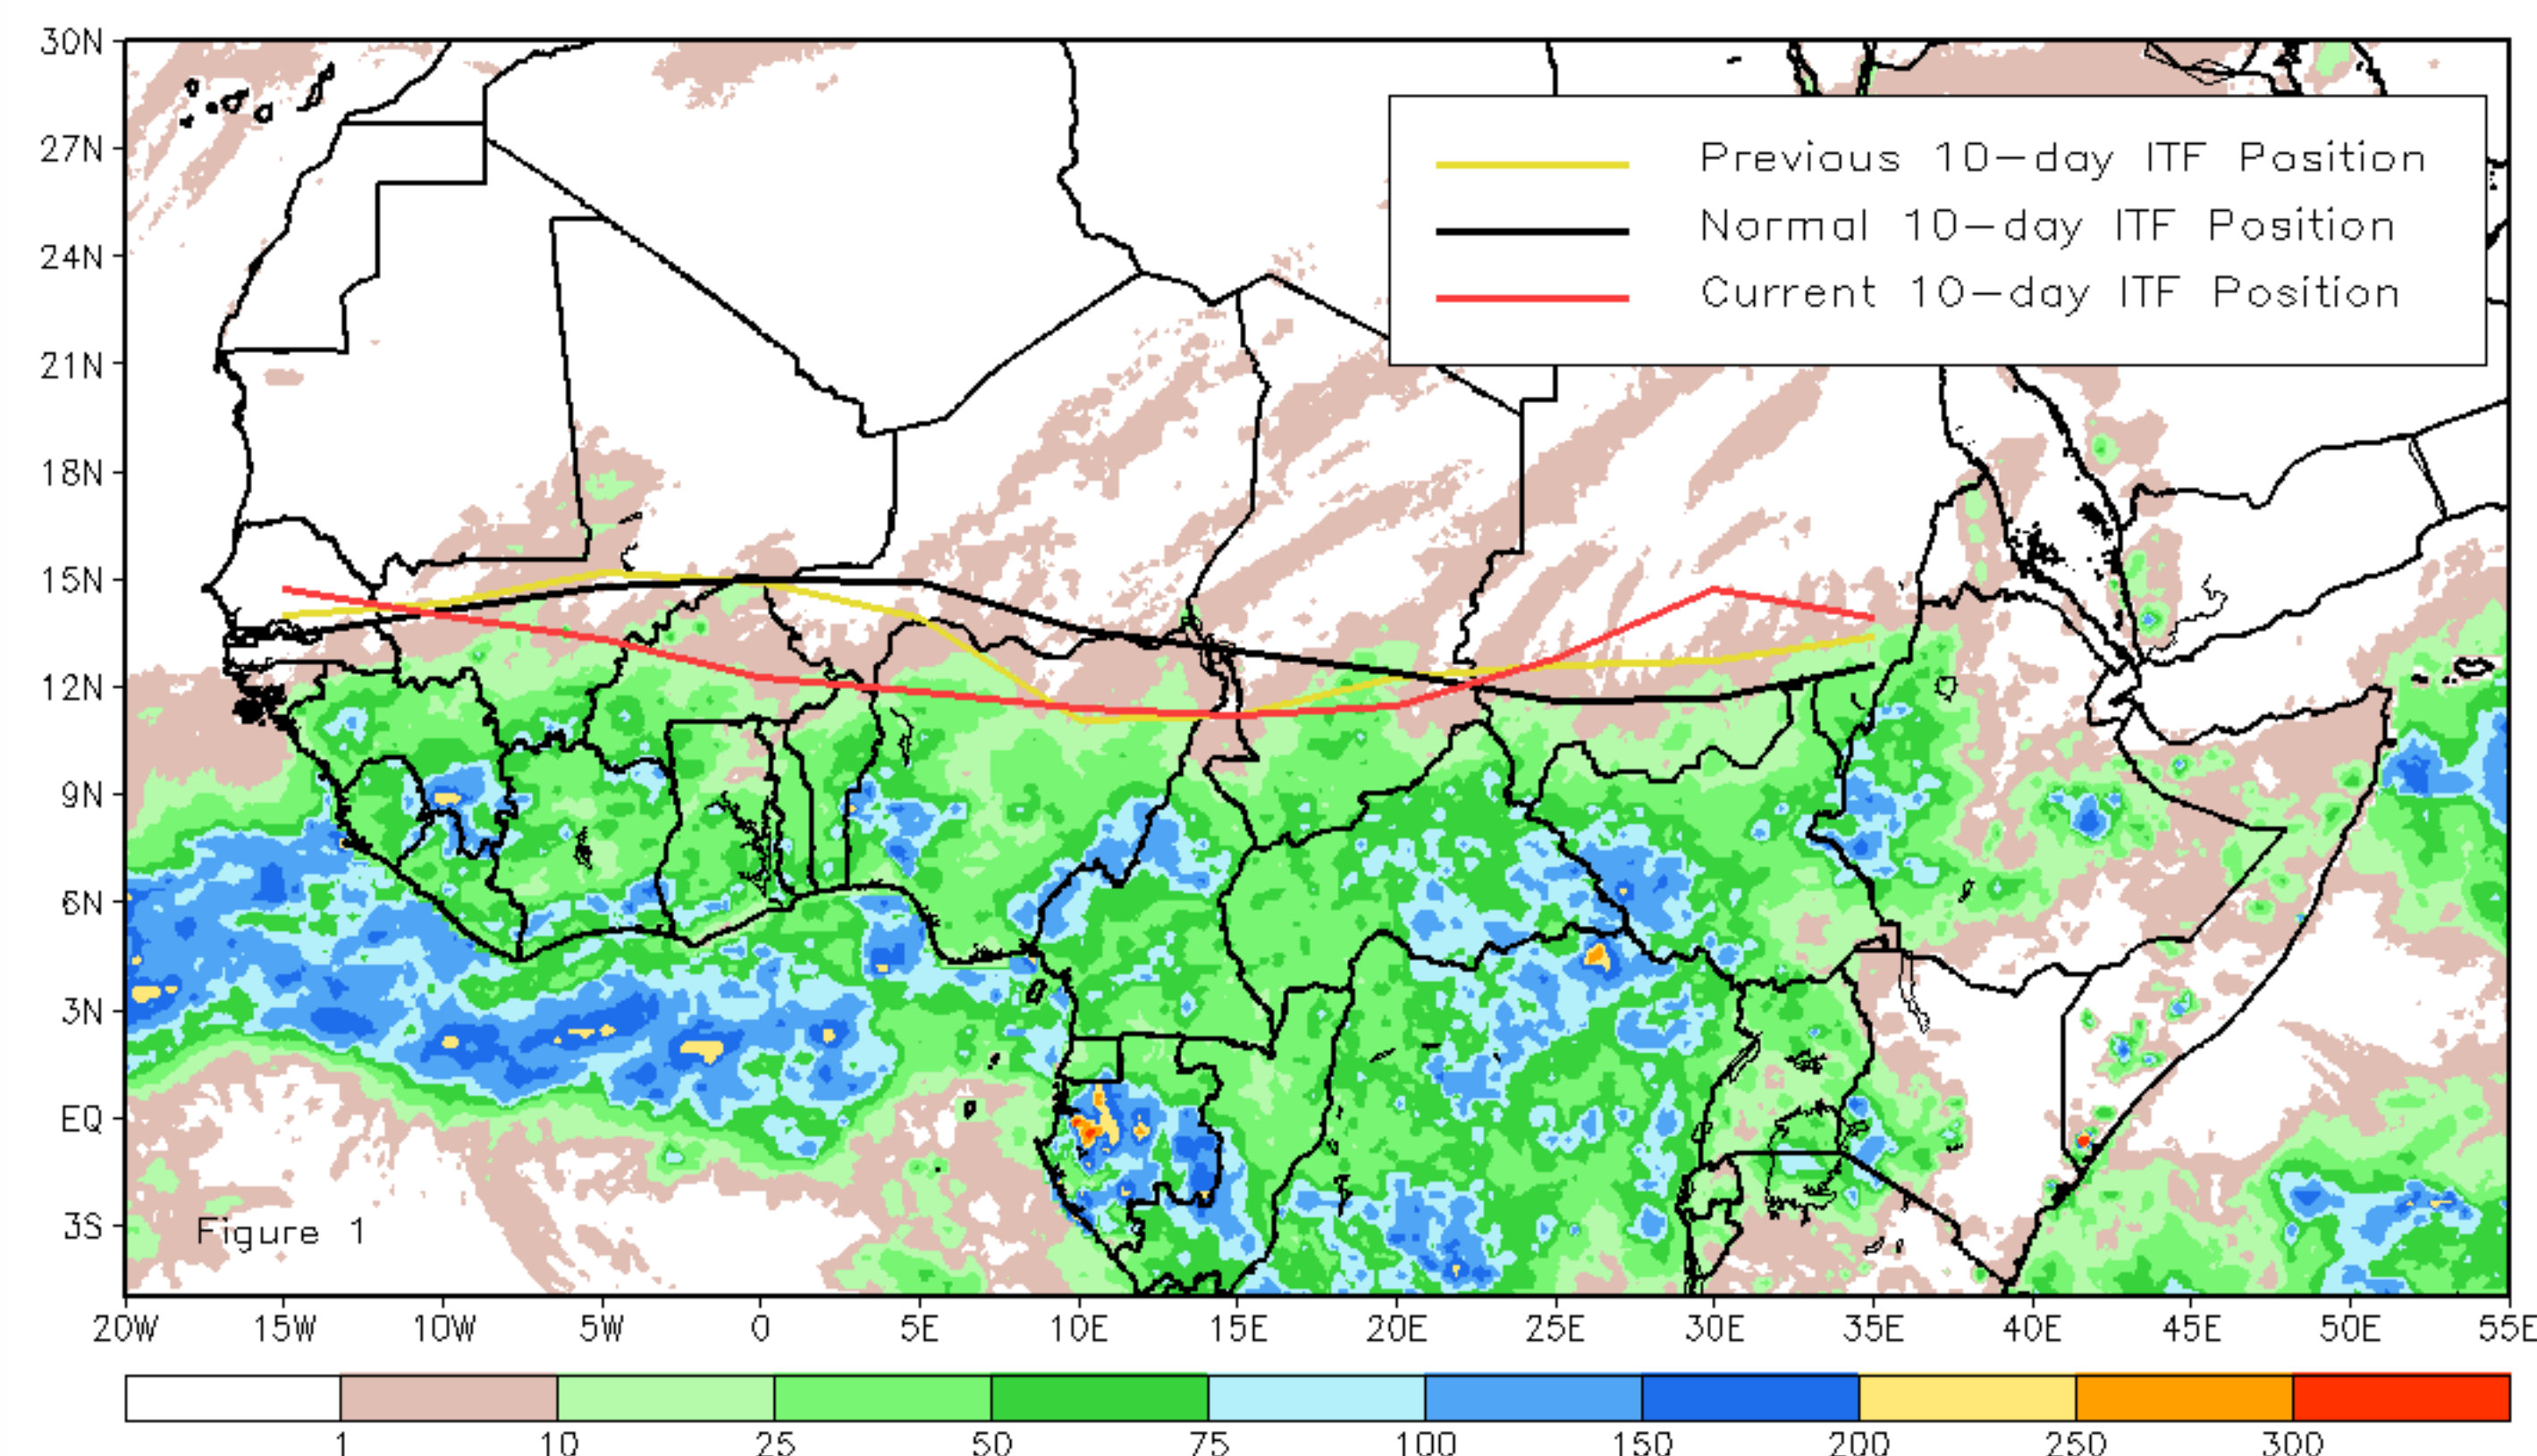 30N
27N
24N
21N
18N
15N
12N
9N
6N
3N
EQ
3S
Previous 10-day ITF Position
Normal 10-day ITF Position
Current 10-day ITF Position
Figure 1
20W 15W 10W 5W 0 5E 10E 15E 20E 25E 30E 35E 40E 45E 50E 55E
1 10 25 50 75 100 150 200 250 300